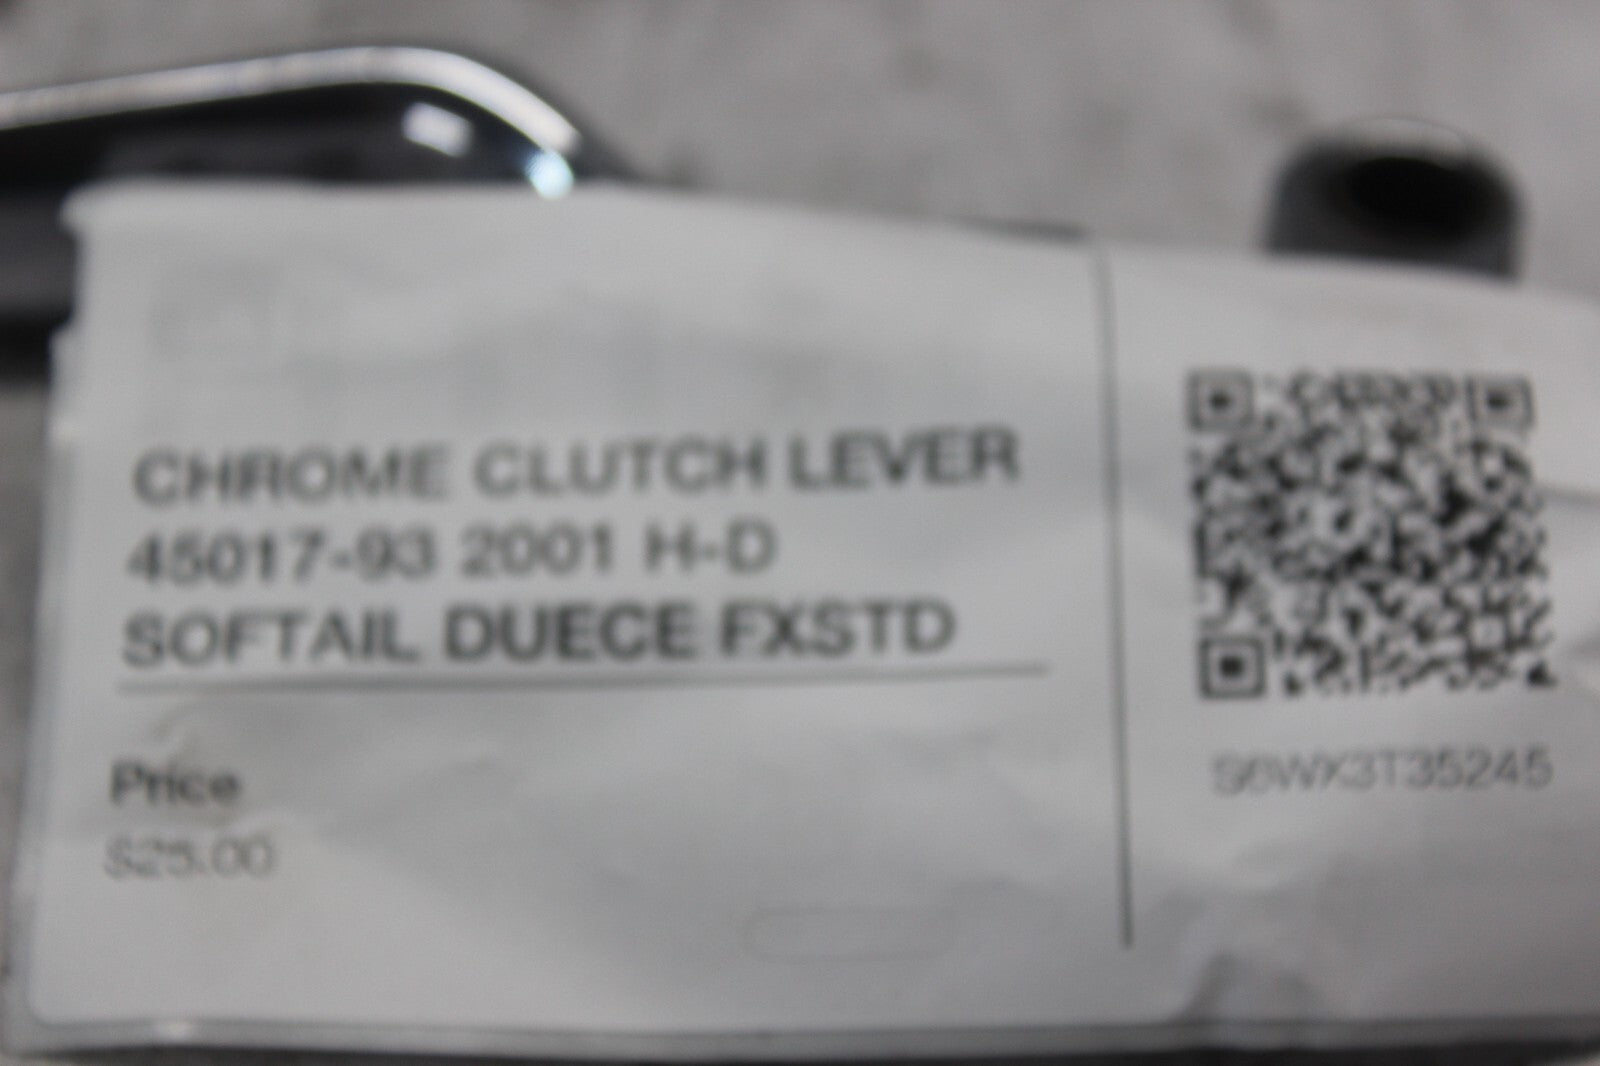 CHROME CLUTCH LEVER
45017-93 2001 H-D
SOFTAIL DUECE FXSTD
Price
$25.00
S6WX3T35245